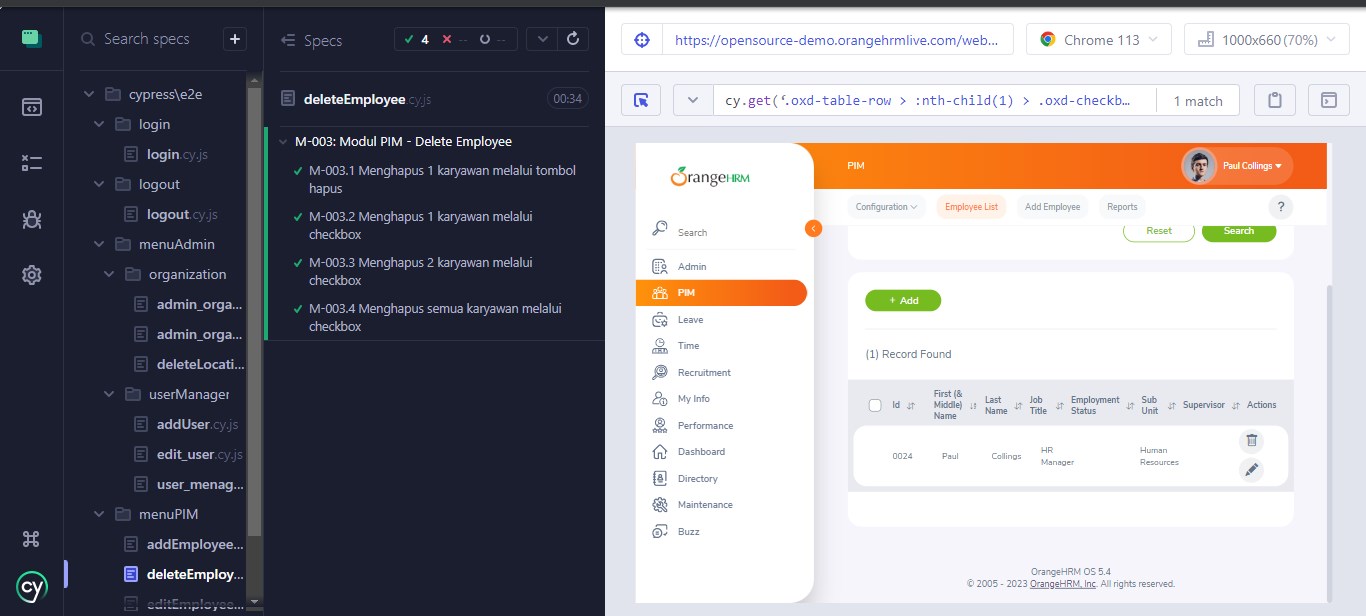 Search specs
+
cypress\e2e
login
login.cy.js
logout
logout.cy.js
menuAdmin
organization
admin_orga...
admin_orga...
deleteLocati...
userManager
addUser.cy.js
edit_user.cy.js
user_menag...
menuPIM
addEmployee...
deleteEmploy...
editEmployee...
cy
Specs
4
--
--
deleteEmployee.cy.js
00:34
M-003: Modul PIM - Delete Employee
M-003.1 Menghapus 1 karyawan melalui tombol
hapus
M-003.2 Menghapus 1 karyawan melalui
checkbox
M-003.3 Menghapus 2 karyawan melalui
checkbox
M-003.4 Menghapus semua karyawan melalui
checkbox
https://opensource-demo.orangehrmlive.com/web...
Chrome 113
1000x660 (70%)
cy.get('.oxd-table-row > :nth-child(1) > .oxd-checkb…
1 match
OrangeHRM
Search
Admin
PIM
Leave
Time
Recruitment
My Info
Performance
Dashboard
Directory
Maintenance
Buzz
PIM
Paul Collings
Configuration
Employee List
Add Employee
Reports
?
Reset
Search
+ Add
(1) Record Found
Id
First (& Middle) Name
Last Name
Job Title
Employment Status
Sub Unit
Supervisor
Actions
0024
Paul
Collings
HR Manager
Human Resources
OrangeHRM OS 5.4
© 2005 - 2023 OrangeHRM, Inc. All rights reserved.